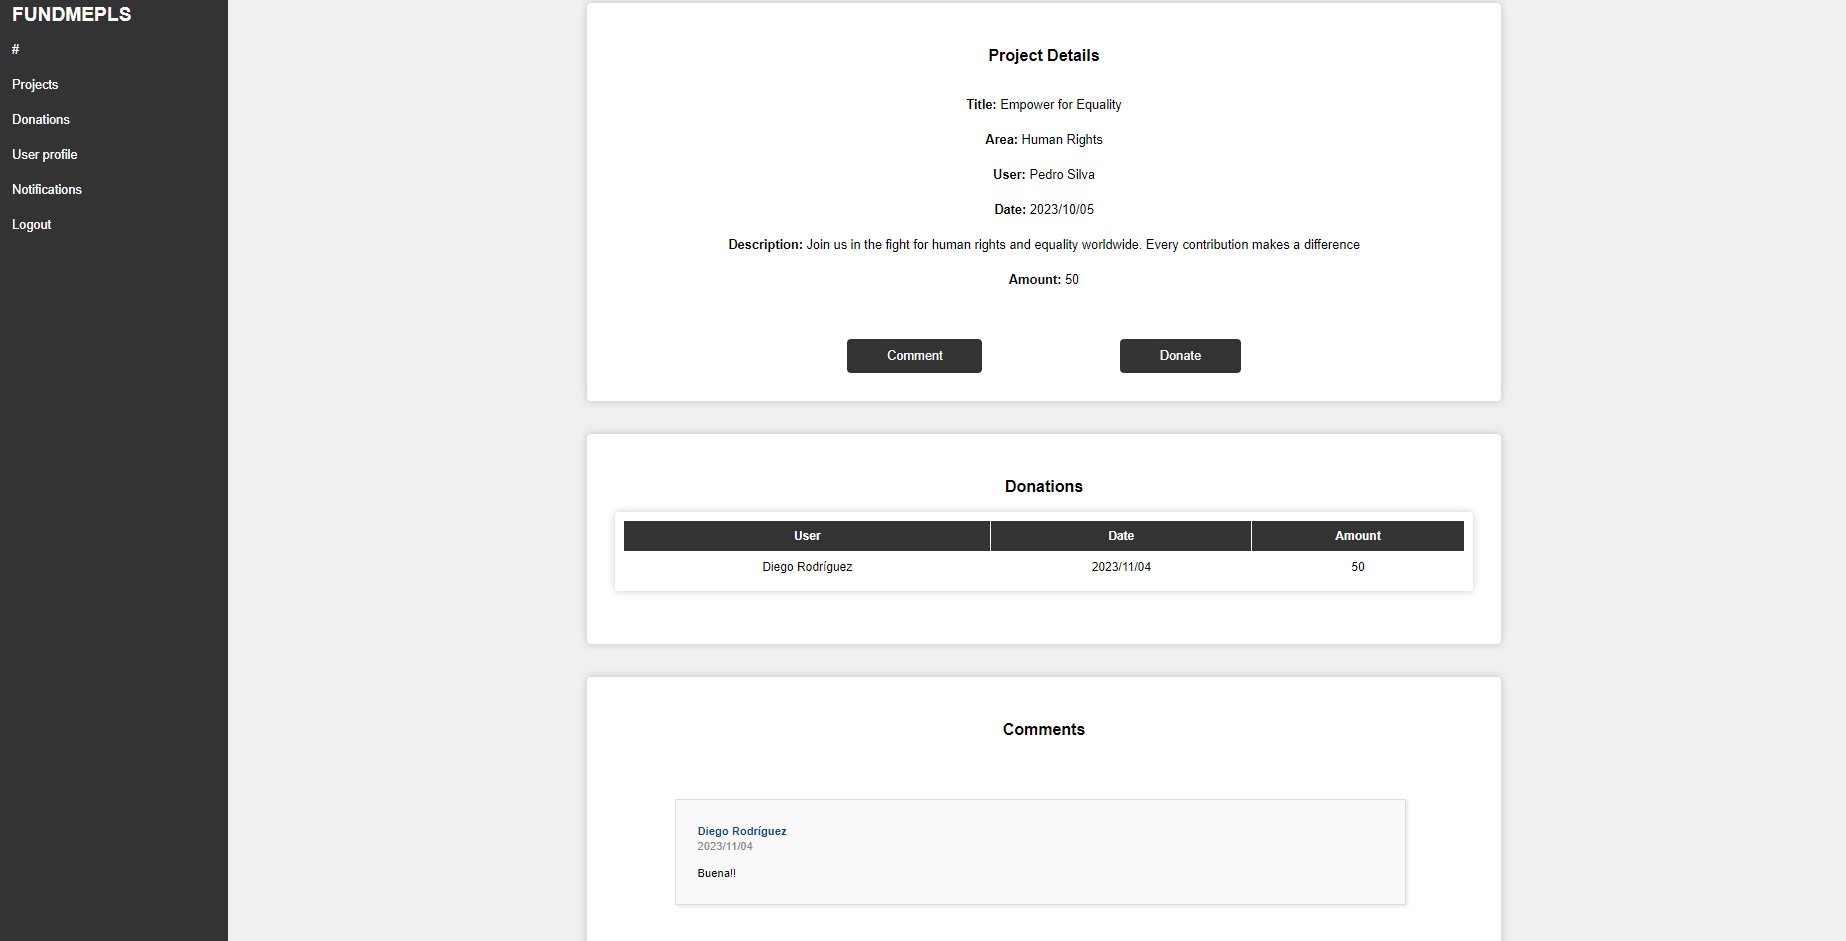 FUNDMEPLS
#
Projects
Donations
User profile
Notifications
Logout
Project Details
Title: Empower for Equality
Area: Human Rights
User: Pedro Silva
Date: 2023/10/05
Description: Join us in the fight for human rights and equality worldwide. Every contribution makes a difference
Amount: 50
Comment Donate
Donations
User Date Amount
Diego Rodríguez 2023/11/04 50
Comments
Diego Rodríguez
2023/11/04
Buena!!